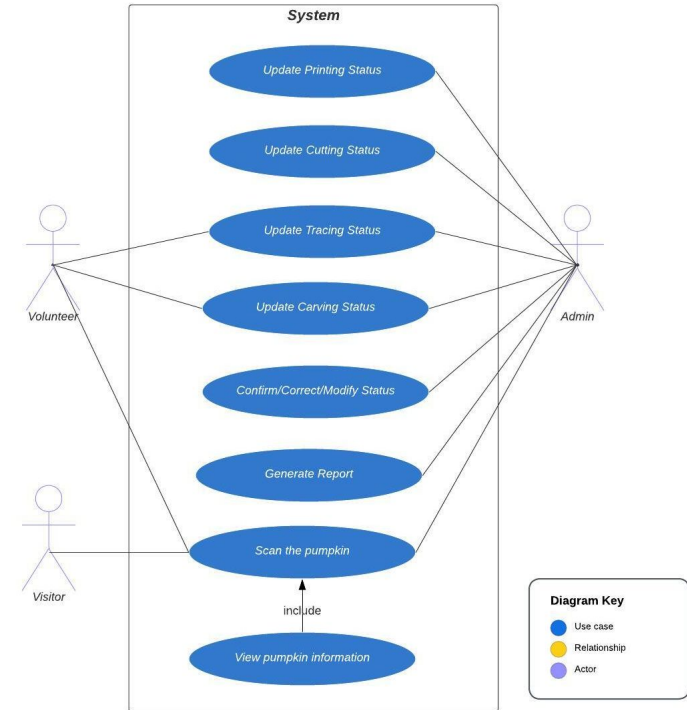 System
Update Printing Status
Update Cutting Status
Update Tracing Status
Volunteer
Update Carving Status
Admin
Confirm/Correct/Modify Status
Generate Report
Scan the pumpkin
Visitor
include
View pumpkin information
Diagram Key
Use case
Relationship
Actor